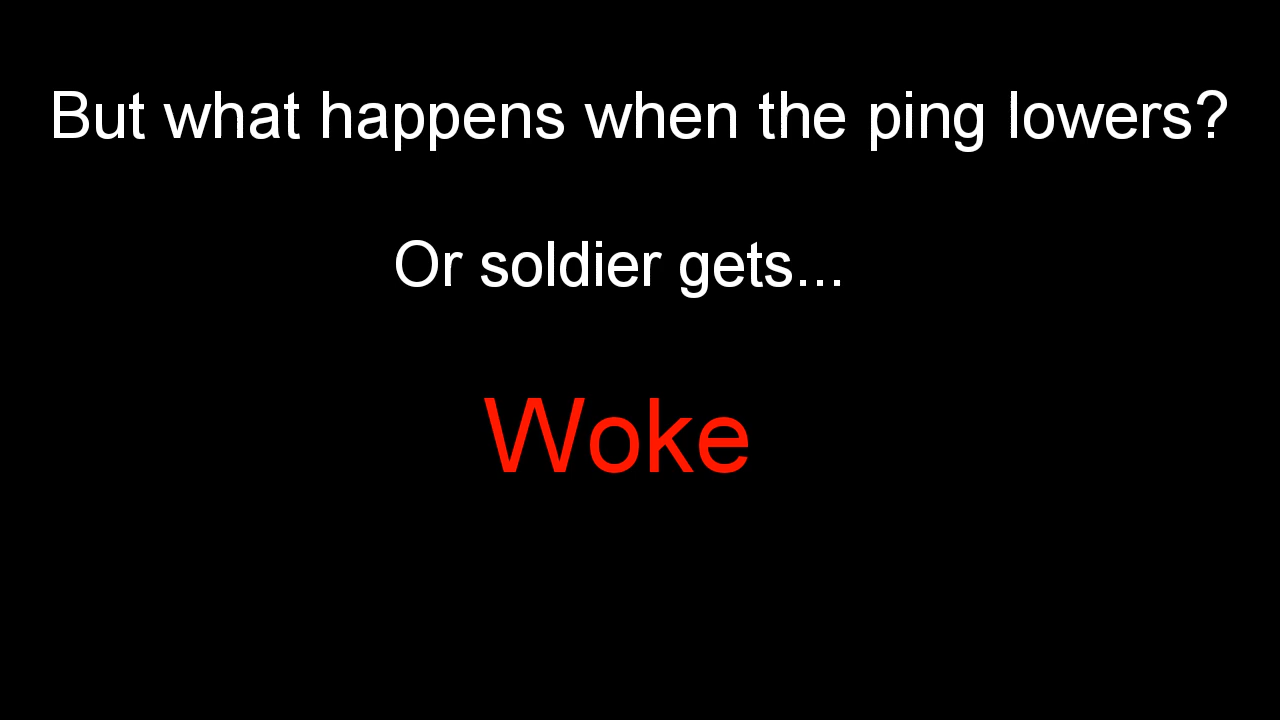 But what happens when the ping lowers?
Or soldier gets...
Woke